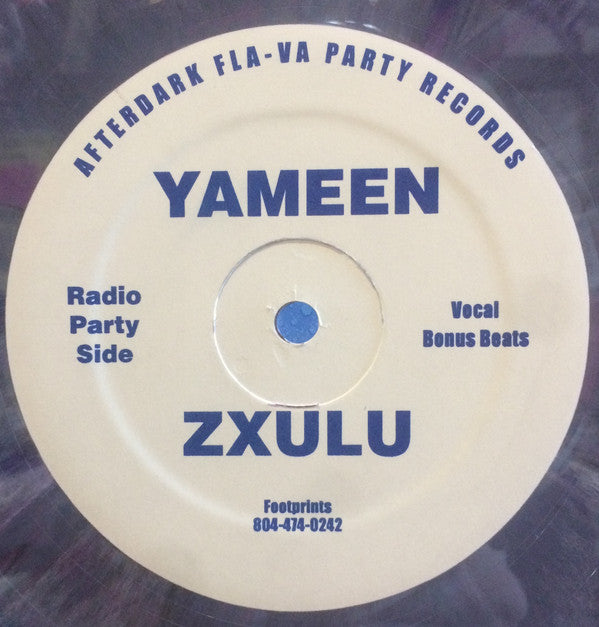 AFTERDARK FLA-VA PARTY RECORDS
YAMEEN
Radio
Party
Side
Vocal
Bonus Beats
ZXULU
Footprints
804-474-0242